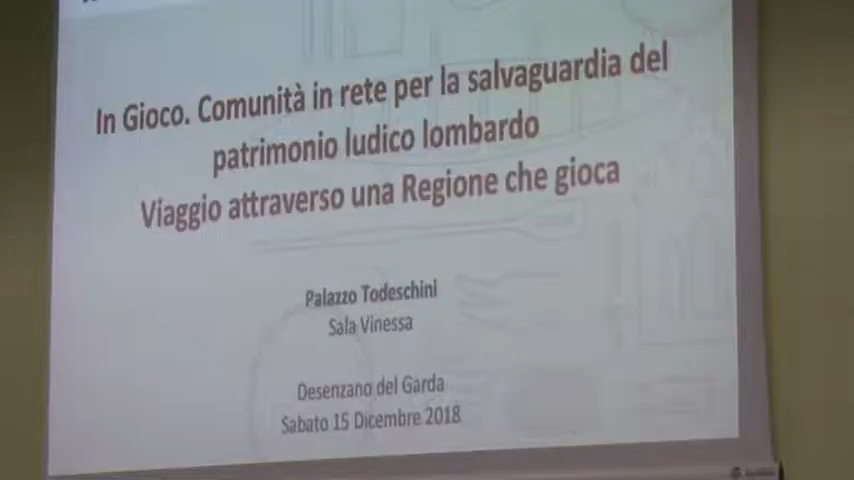 In Gioco. Comunità in rete per la salvaguardia del
patrimonio ludico lombardo
Viaggio attraverso una Regione che gioca
Palazzo Todeschini
Sala Vinessa
Desenzano del Garda
Sabato 15 Dicembre 2018